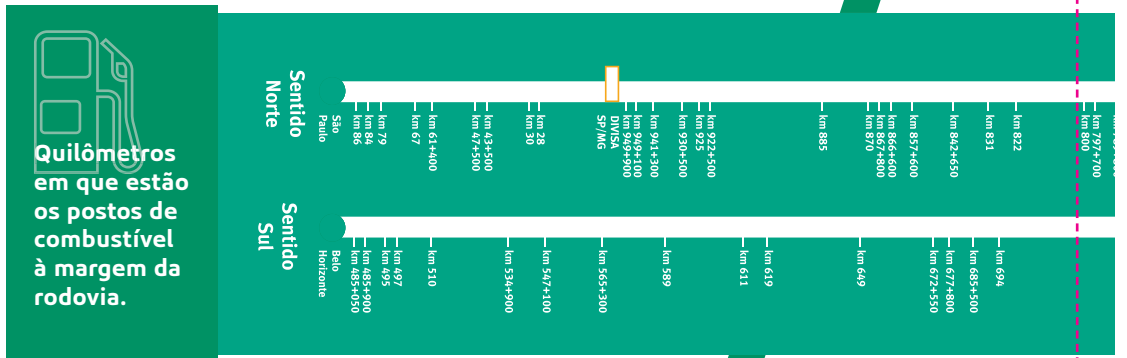 Quilômetros
em que estão
os postos de
combustível
à margem da
rodovia.
Sentido
Norte
São
Paulo
km 86
km 84
km 79
km 67
km 61+400
km 47+500
km 43+500
km 30
km 28
DIVISA
SP/MG
km 949+900
km 949+100
km 941+300
km 930+500
km 925
km 922+500
km 885
km 870
km 867+800
km 866+600
km 857+600
km 842+650
km 831
km 822
km 800
km 797+700
Sentido
Sul
Belo
Horizonte
km 485+050
km 485+900
km 495
km 497
km 510
km 534+900
km 547+100
km 565+300
km 589
km 611
km 619
km 649
km 672+550
km 677+800
km 685+500
km 694